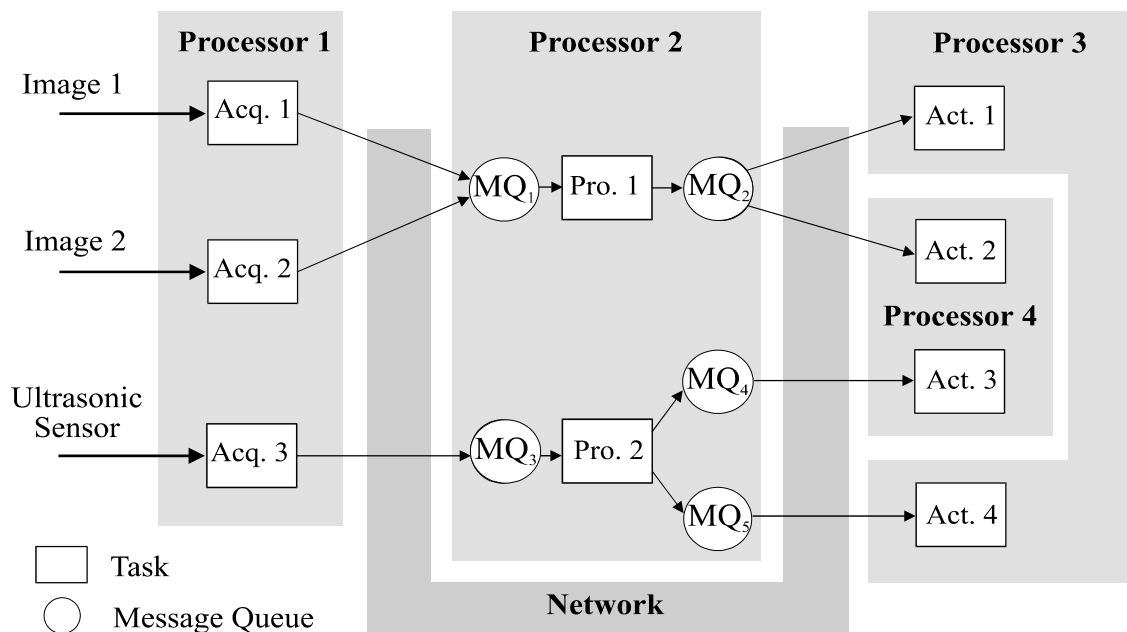 Processor 1
Processor 2
Processor 3
Image 1
Acq. 1
Act. 1
MQ1
Pro. 1
MQ2
Image 2
Acq. 2
Act. 2
Processor 4
MQ4
Act. 3
Ultrasonic
Sensor
Acq. 3
MQ3
Pro. 2
MQ5
Act. 4
Task
Network
Message Queue